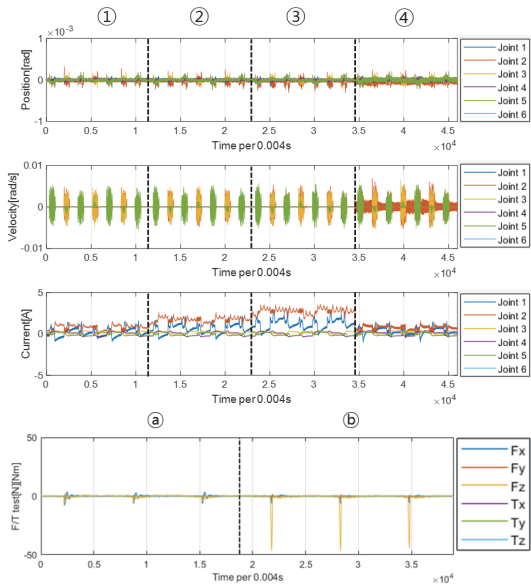 ① ② ③ ④
×10⁻³
1
0
-1
Position[rad]
0 0.5 1 1.5 2 2.5 3 3.5 4 4.5
Time per 0.004s
×10⁴
Joint 1
Joint 2
Joint 3
Joint 4
Joint 5
Joint 6
0.01
0
-0.01
Velocity[rad/s]
0 0.5 1 1.5 2 2.5 3 3.5 4 4.5
Time per 0.004s
×10⁴
Joint 1
Joint 2
Joint 3
Joint 4
Joint 5
Joint 6
5
0
-5
Current[A]
0 0.5 1 1.5 2 2.5 3 3.5 4 4.5
Time per 0.004s
×10⁴
Joint 1
Joint 2
Joint 3
Joint 4
Joint 5
Joint 6
ⓐ ⓑ
50
0
-50
F/T test[N][Nm]
0 0.5 1 1.5 2 2.5 3 3.5
Time per 0.004s
×10⁴
Fx
Fy
Fz
Tx
Ty
Tz